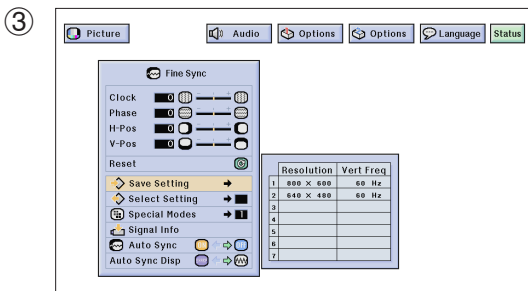 ③
Picture Audio Options Options Language Status
Fine Sync
Clock 0
Phase 0
H-Pos 0
V-Pos 0
Reset
Save Setting
Select Setting
Special Modes 1
Signal Info
Auto Sync
Auto Sync Disp
Resolution Vert Freq
1 800 × 600 60 Hz
2 640 × 480 60 Hz
3
4
5
6
7